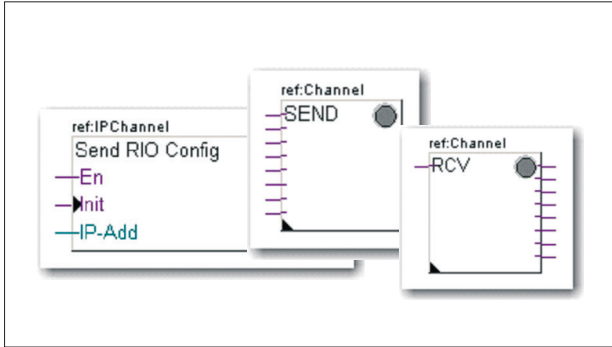 ref:IPChannel
Send RIO Config
En
Init
IP-Add
ref:Channel
SEND
ref:Channel
RCV